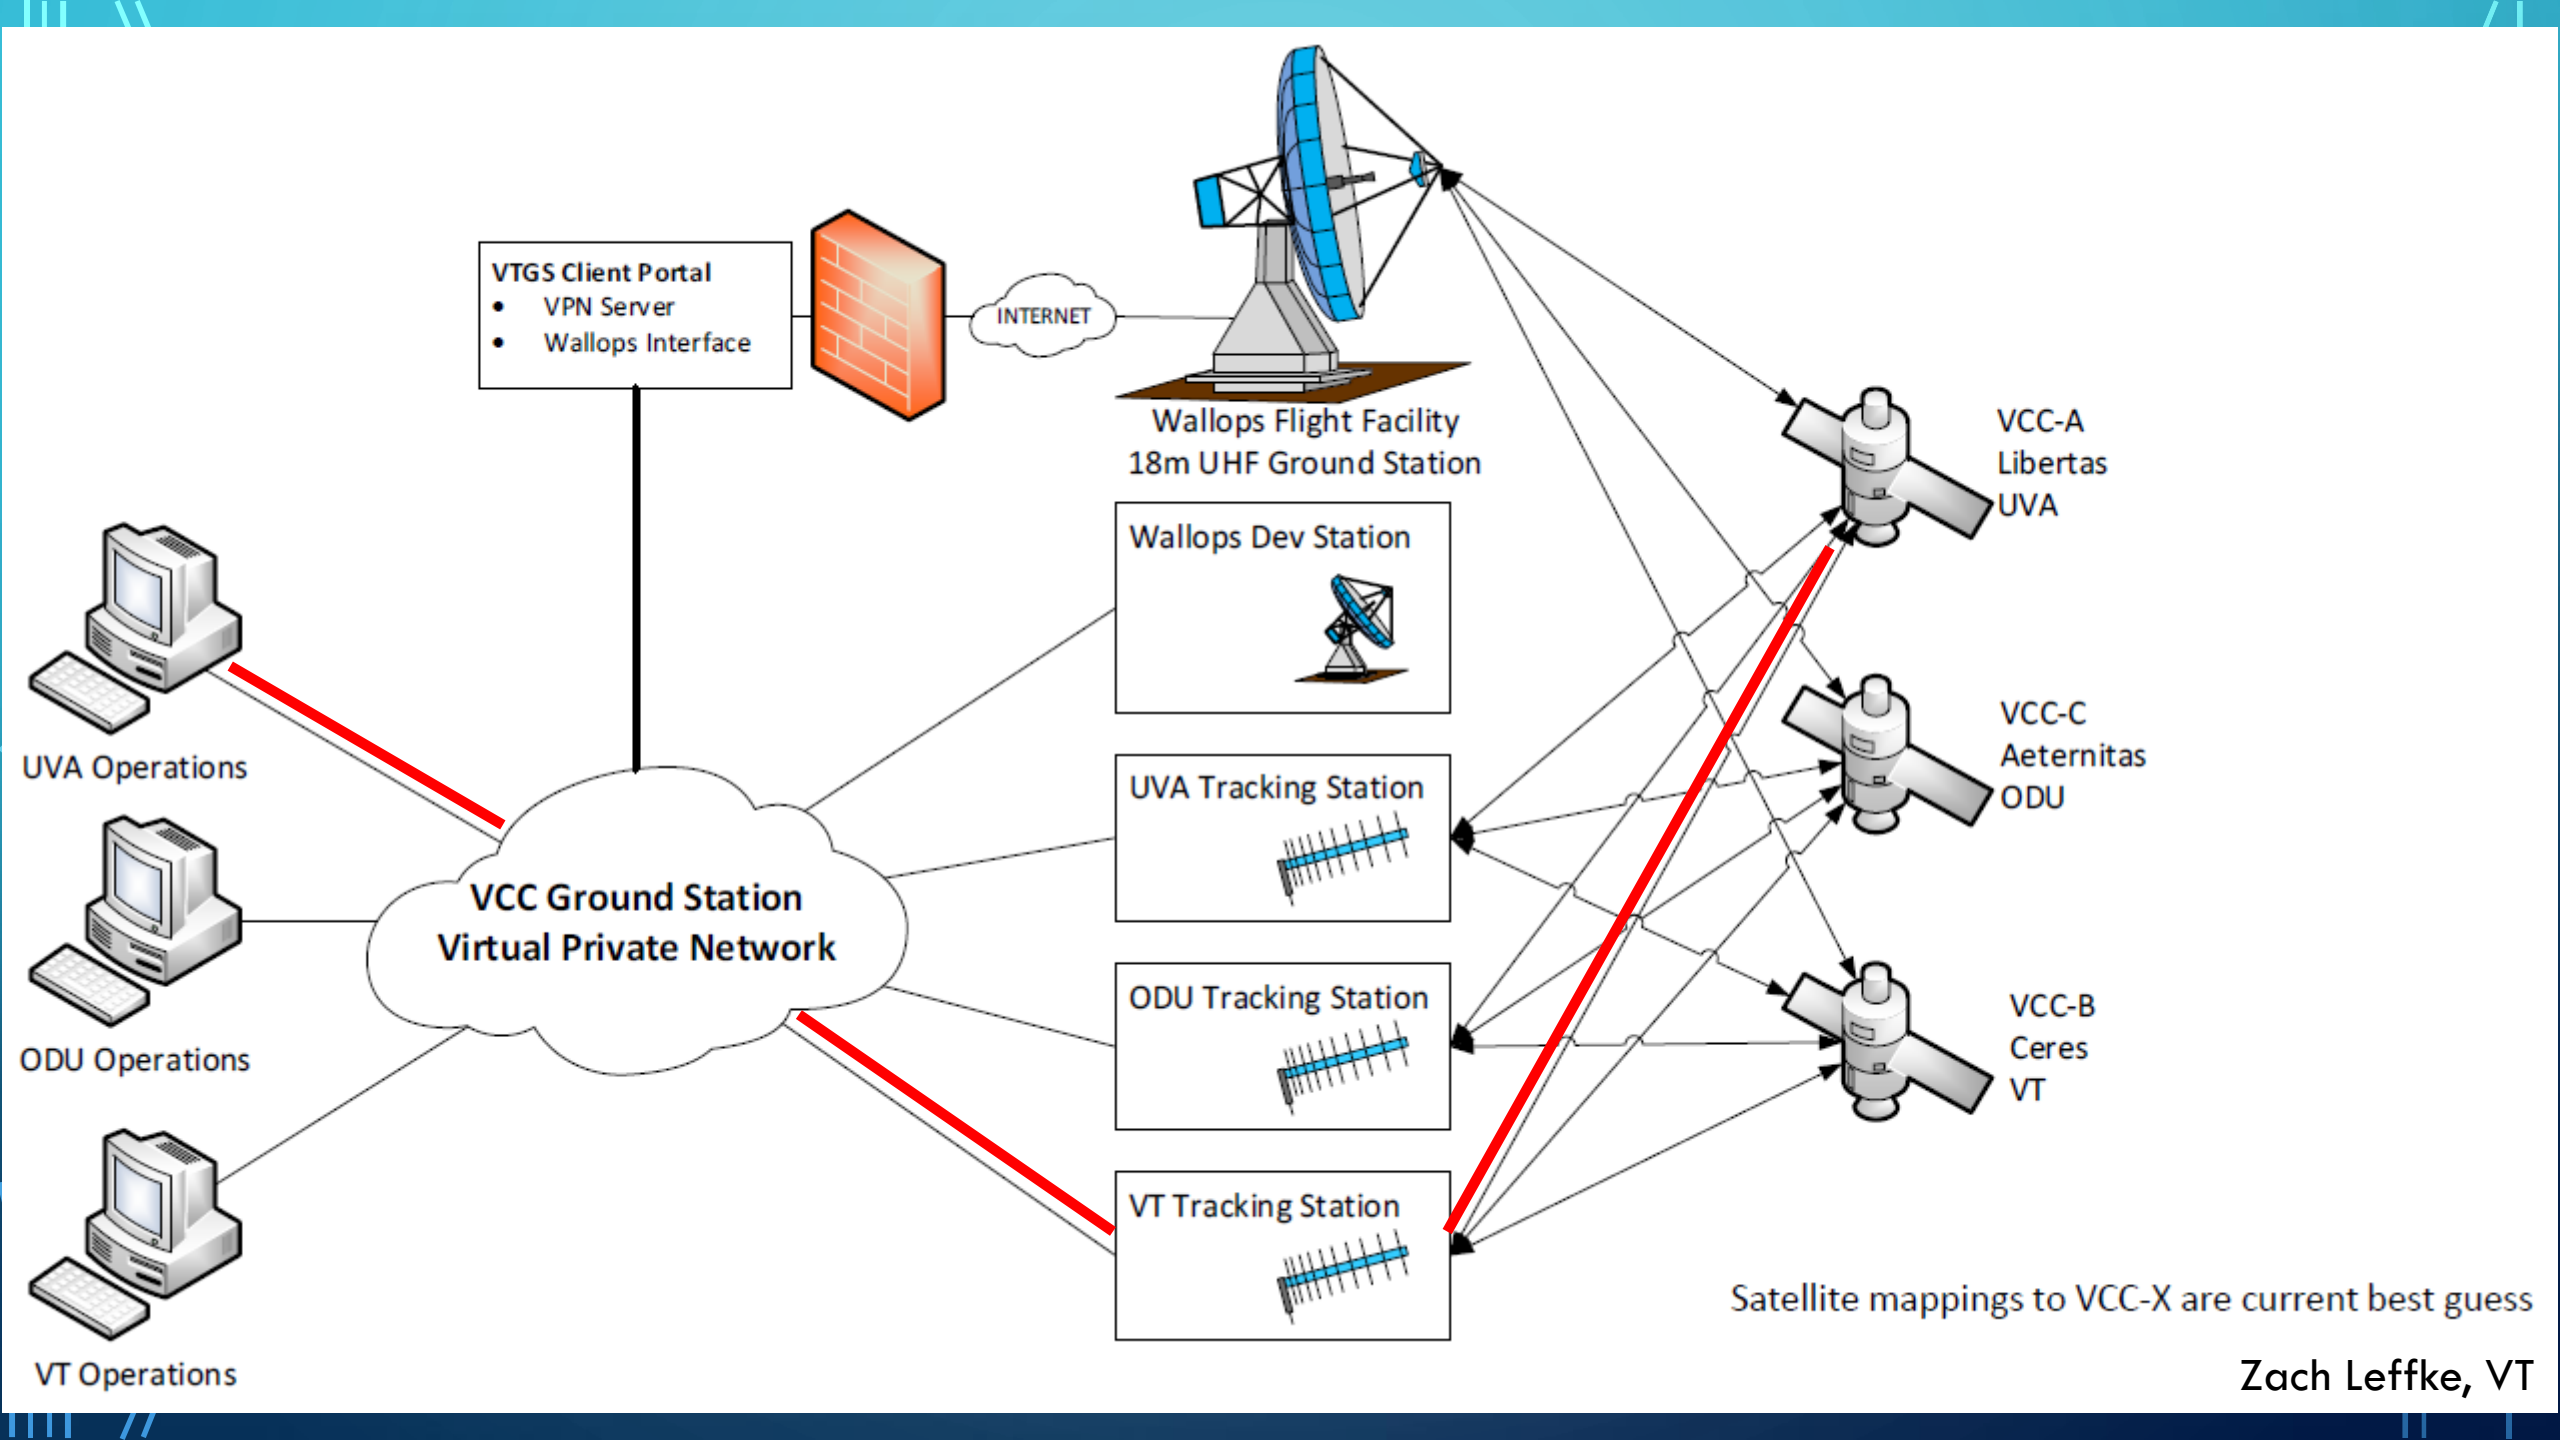 VTGS Client Portal
• VPN Server
• Wallops Interface
INTERNET
Wallops Flight Facility
18m UHF Ground Station
VCC-A
Libertas
UVA
Wallops Dev Station
UVA Operations
VCC-C
Aeternitas
ODU
UVA Tracking Station
VCC Ground Station
Virtual Private Network
ODU Tracking Station
VCC-B
Ceres
VT
ODU Operations
VT Tracking Station
Satellite mappings to VCC-X are current best guess
VT Operations
Zach Leffke, VT